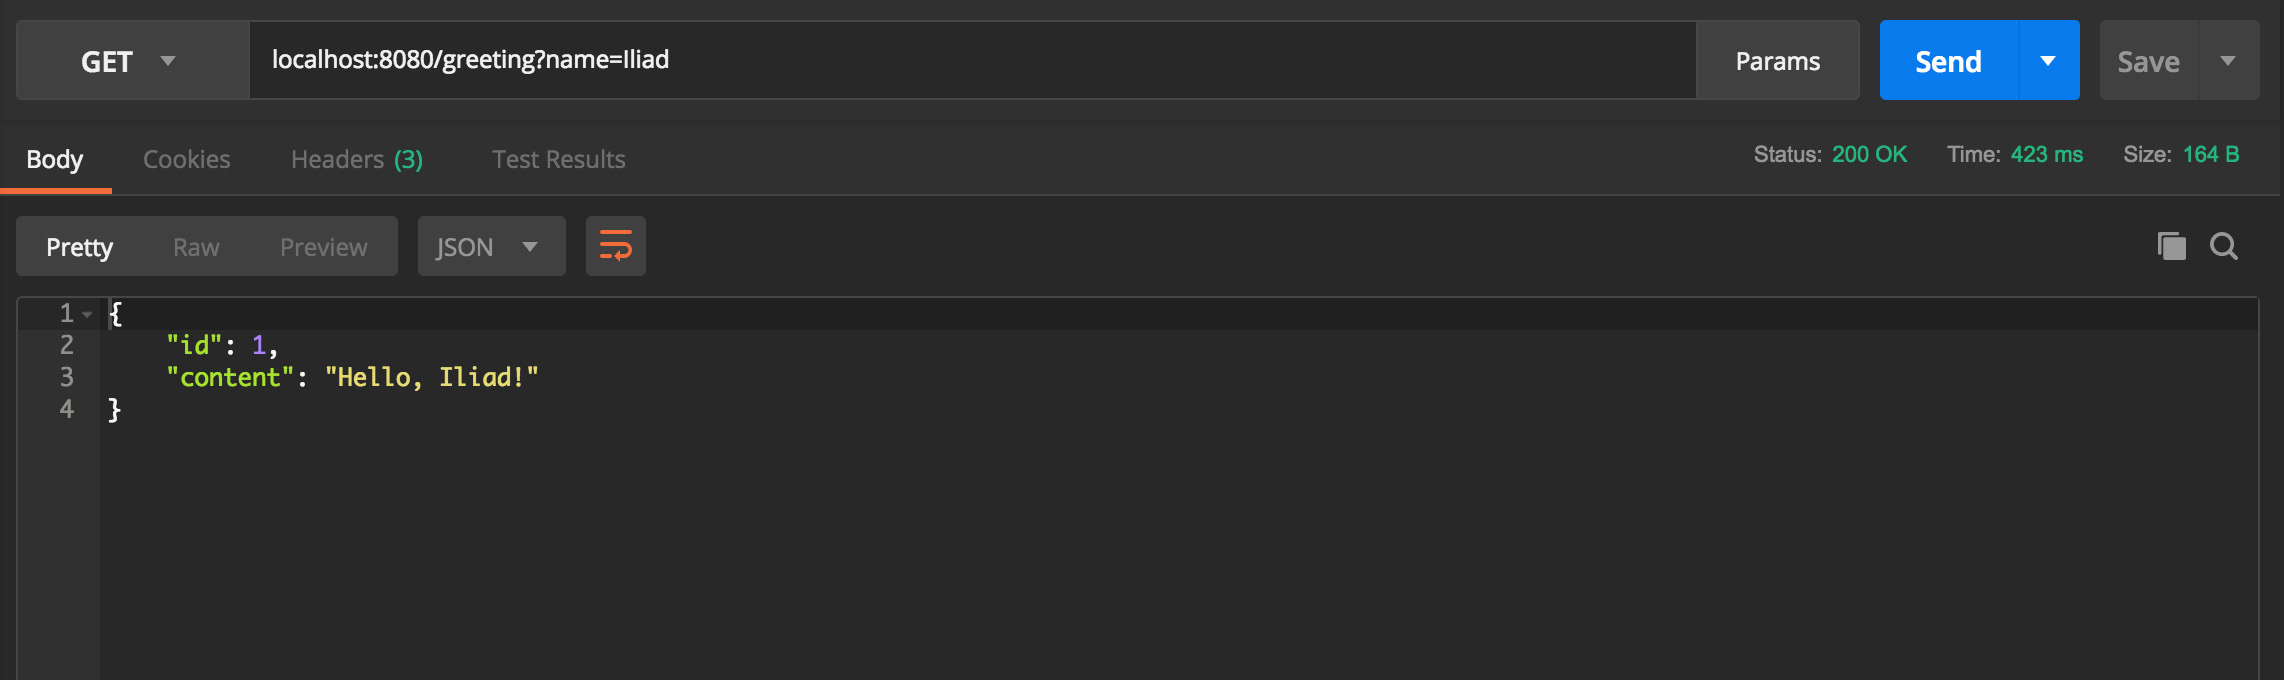 GET localhost:8080/greeting?name=Iliad Params Send Save
Body Cookies Headers (3) Test Results Status: 200 OK Time: 423 ms Size: 164 B
Pretty Raw Preview JSON
1 {
2 "id": 1,
3 "content": "Hello, Iliad!"
4 }